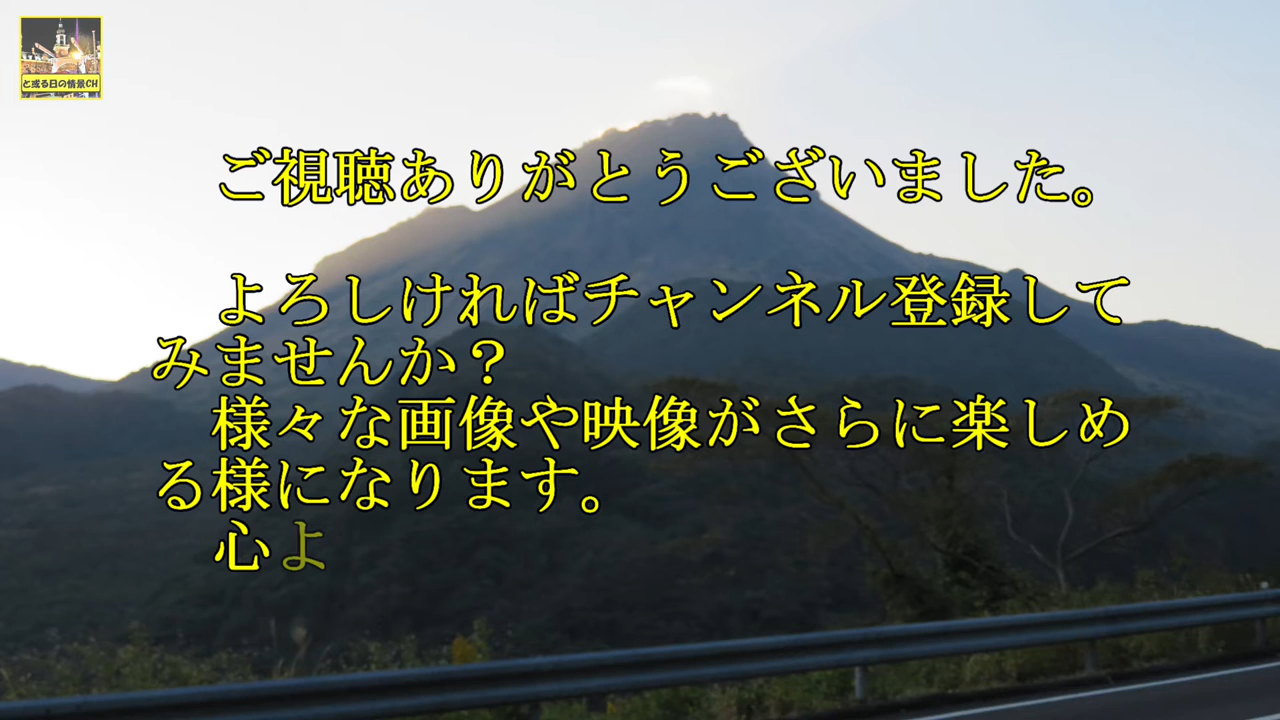 と或る日の情景CH
ご視聴ありがとうございました。
よろしければチャンネル登録して
みませんか？
様々な画像や映像がさらに楽しめ
る様になります。
心よ